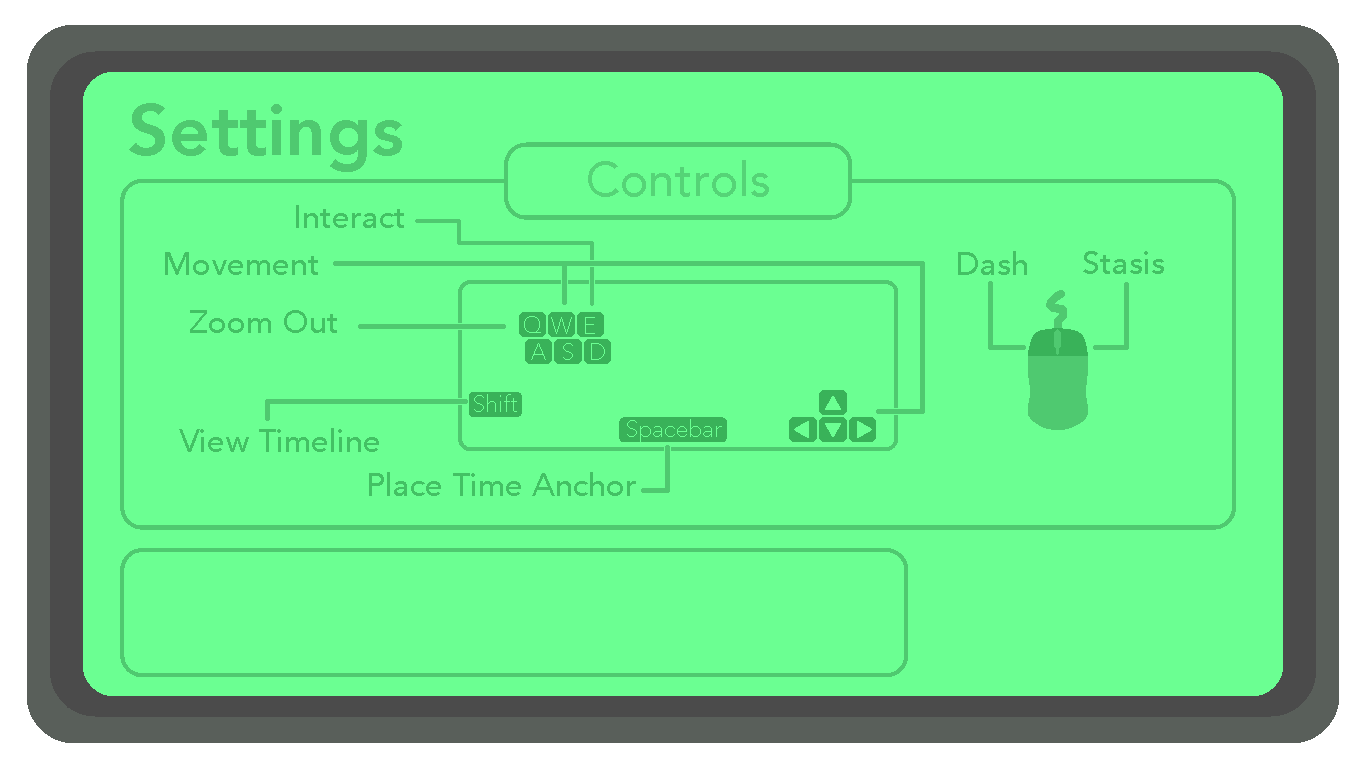 Settings
Controls
Interact
Movement
Dash Stasis
Zoom Out
Q W E
A S D
Shift
Spacebar
View Timeline
Place Time Anchor